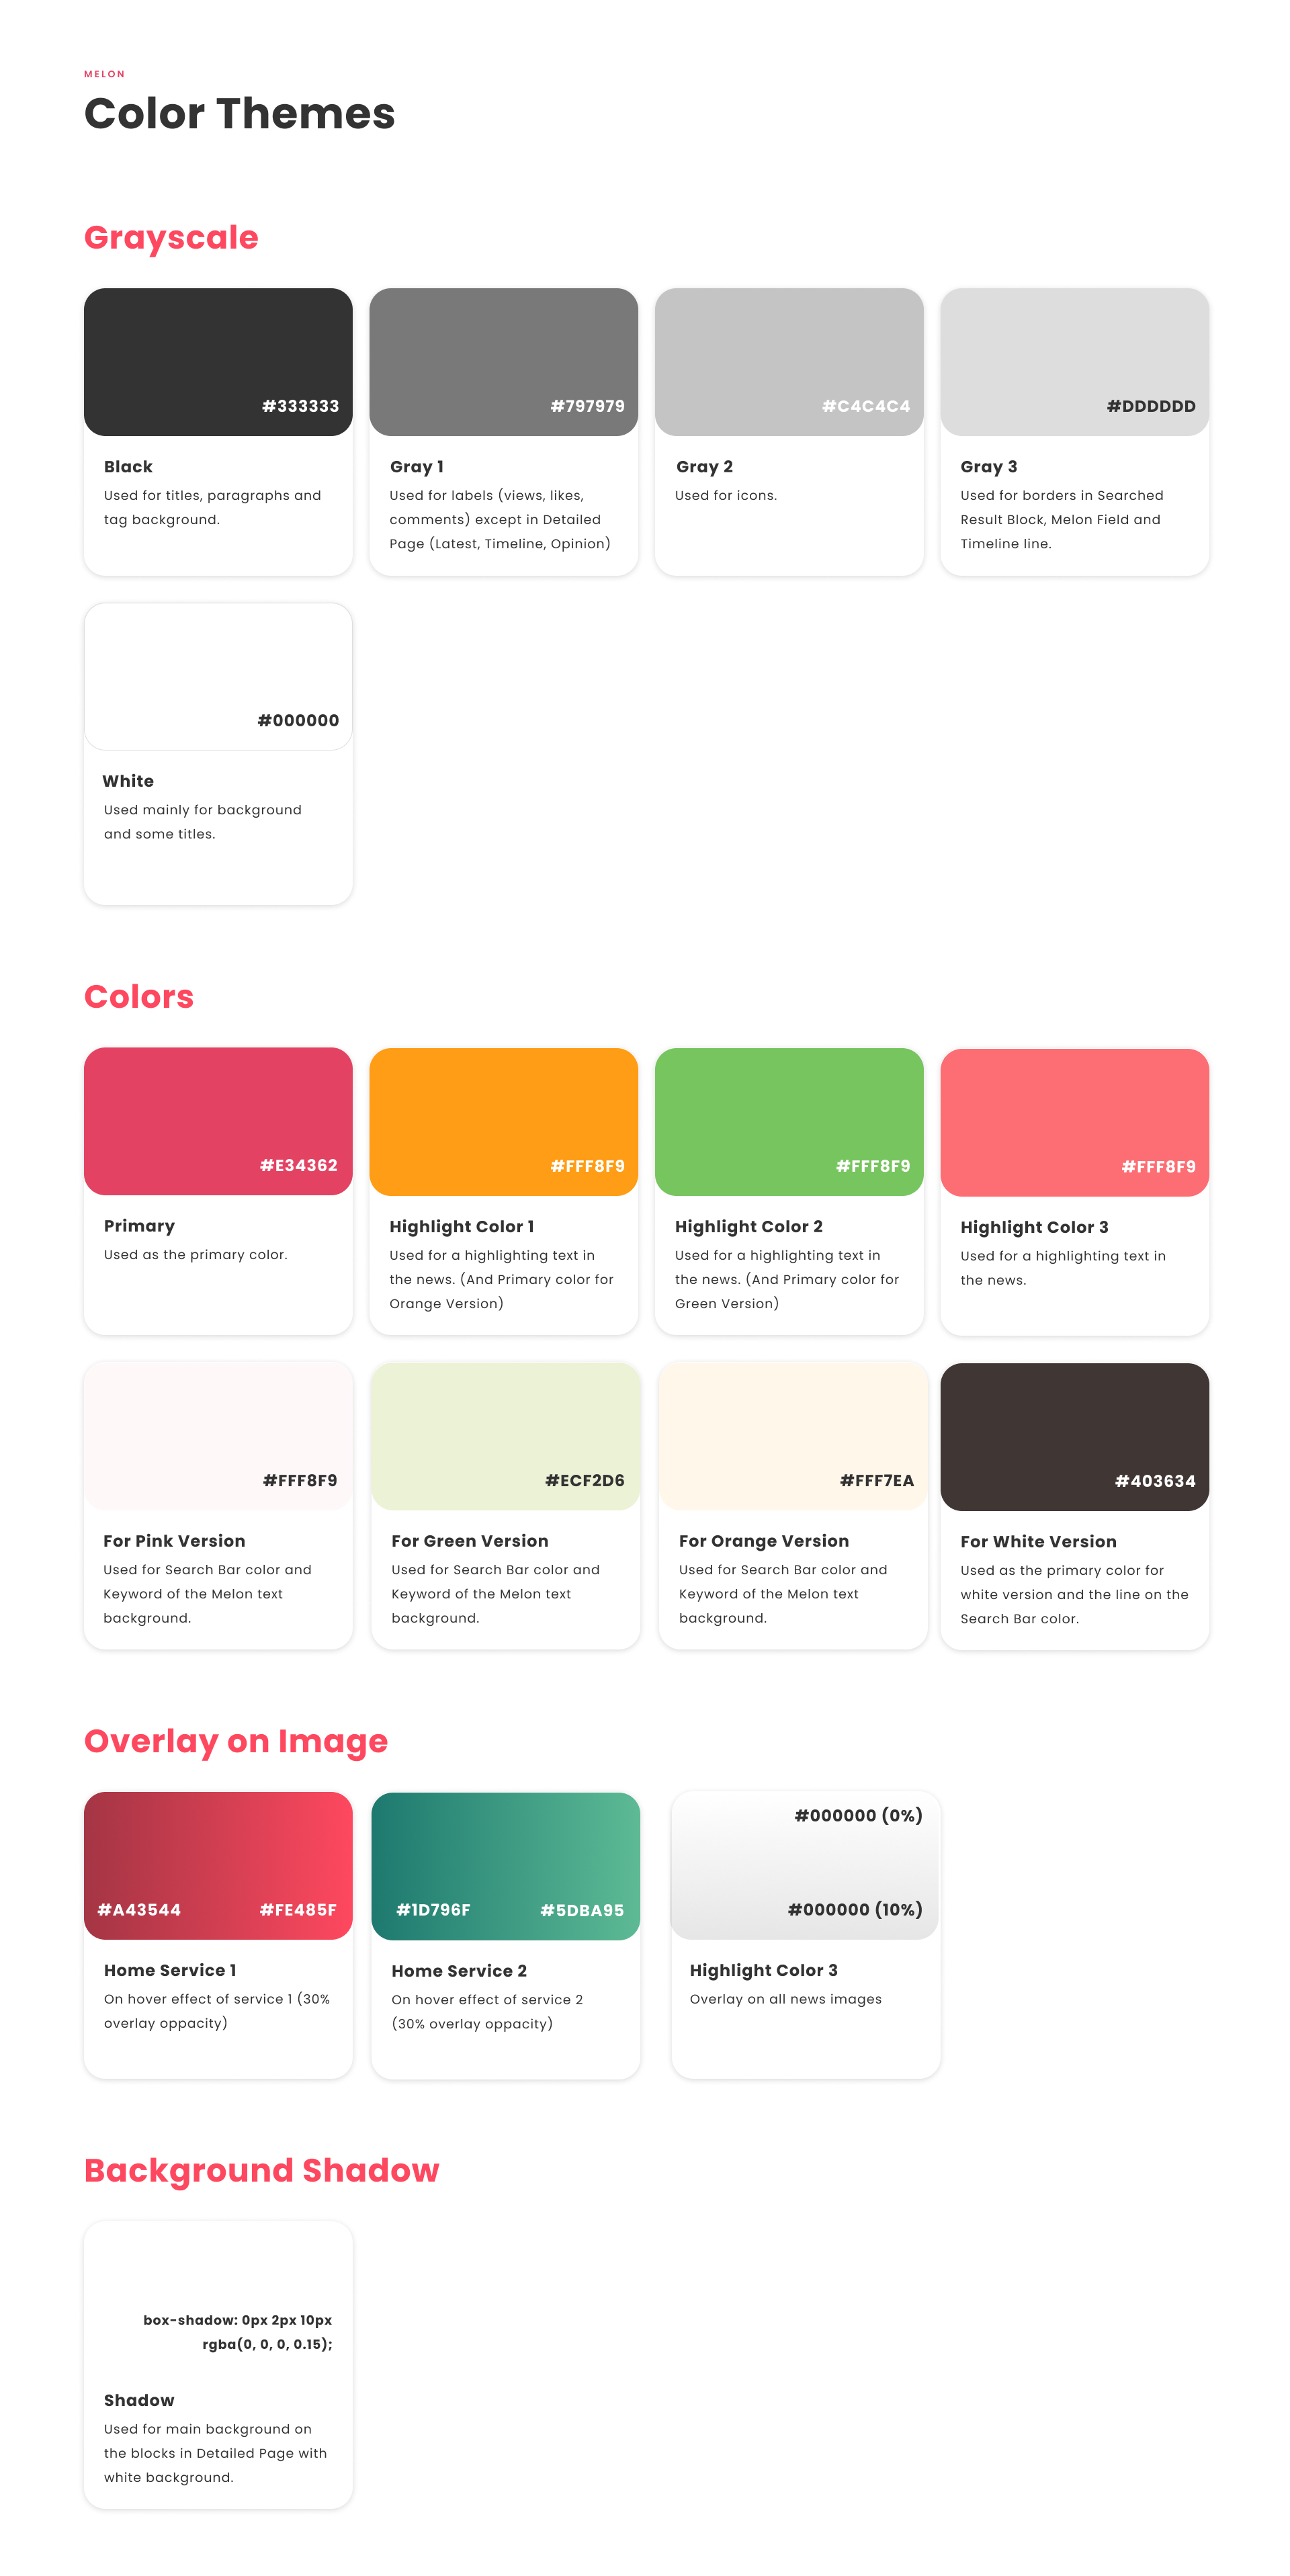 MELON
Color Themes
Grayscale
#333333
Black
Used for titles, paragraphs and
tag background.
#797979
Gray 1
Used for labels (views, likes,
comments) except in Detailed
Page (Latest, Timeline, Opinion)
#C4C4C4
Gray 2
Used for icons.
#DDDDDD
Gray 3
Used for borders in Searched
Result Block, Melon Field and
Timeline line.
#000000
White
Used mainly for background
and some titles.
Colors
#E34362
Primary
Used as the primary color.
#FFF8F9
Highlight Color 1
Used for a highlighting text in
the news. (And Primary color for
Orange Version)
#FFF8F9
Highlight Color 2
Used for a highlighting text in
the news. (And Primary color for
Green Version)
#FFF8F9
Highlight Color 3
Used for a highlighting text in
the news.
#FFF8F9
For Pink Version
Used for Search Bar color and
Keyword of the Melon text
background.
#ECF2D6
For Green Version
Used for Search Bar color and
Keyword of the Melon text
background.
#FFF7EA
For Orange Version
Used for Search Bar color and
Keyword of the Melon text
background.
#403634
For White Version
Used as the primary color for
white version and the line on the
Search Bar color.
Overlay on Image
#A43544 #FE485F
Home Service 1
On hover effect of service 1 (30%
overlay oppacity)
#1D796F #5DBA95
Home Service 2
On hover effect of service 2
(30% overlay oppacity)
#000000 (0%)
#000000 (10%)
Highlight Color 3
Overlay on all news images
Background Shadow
box-shadow: 0px 2px 10px
rgba(0, 0, 0, 0.15);
Shadow
Used for main background on
the blocks in Detailed Page with
white background.